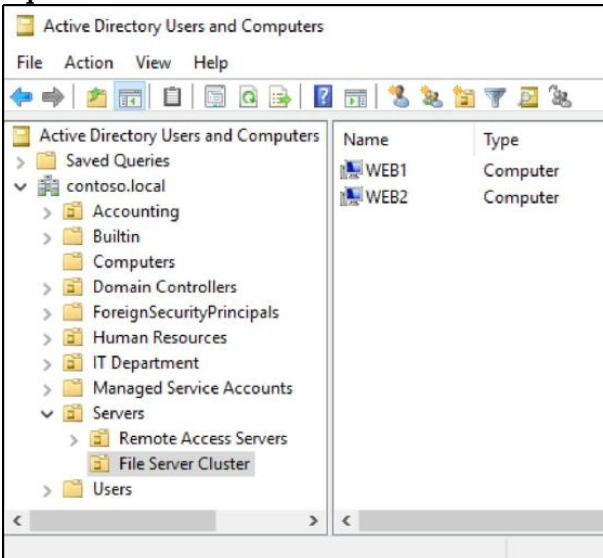 Active Directory Users and Computers
File Action View Help
Active Directory Users and Computers
Saved Queries
contoso.local
Accounting
Builtin
Computers
Domain Controllers
ForeignSecurityPrincipals
Human Resources
IT Department
Managed Service Accounts
Servers
Remote Access Servers
File Server Cluster
Users
Name Type
WEB1 Computer
WEB2 Computer